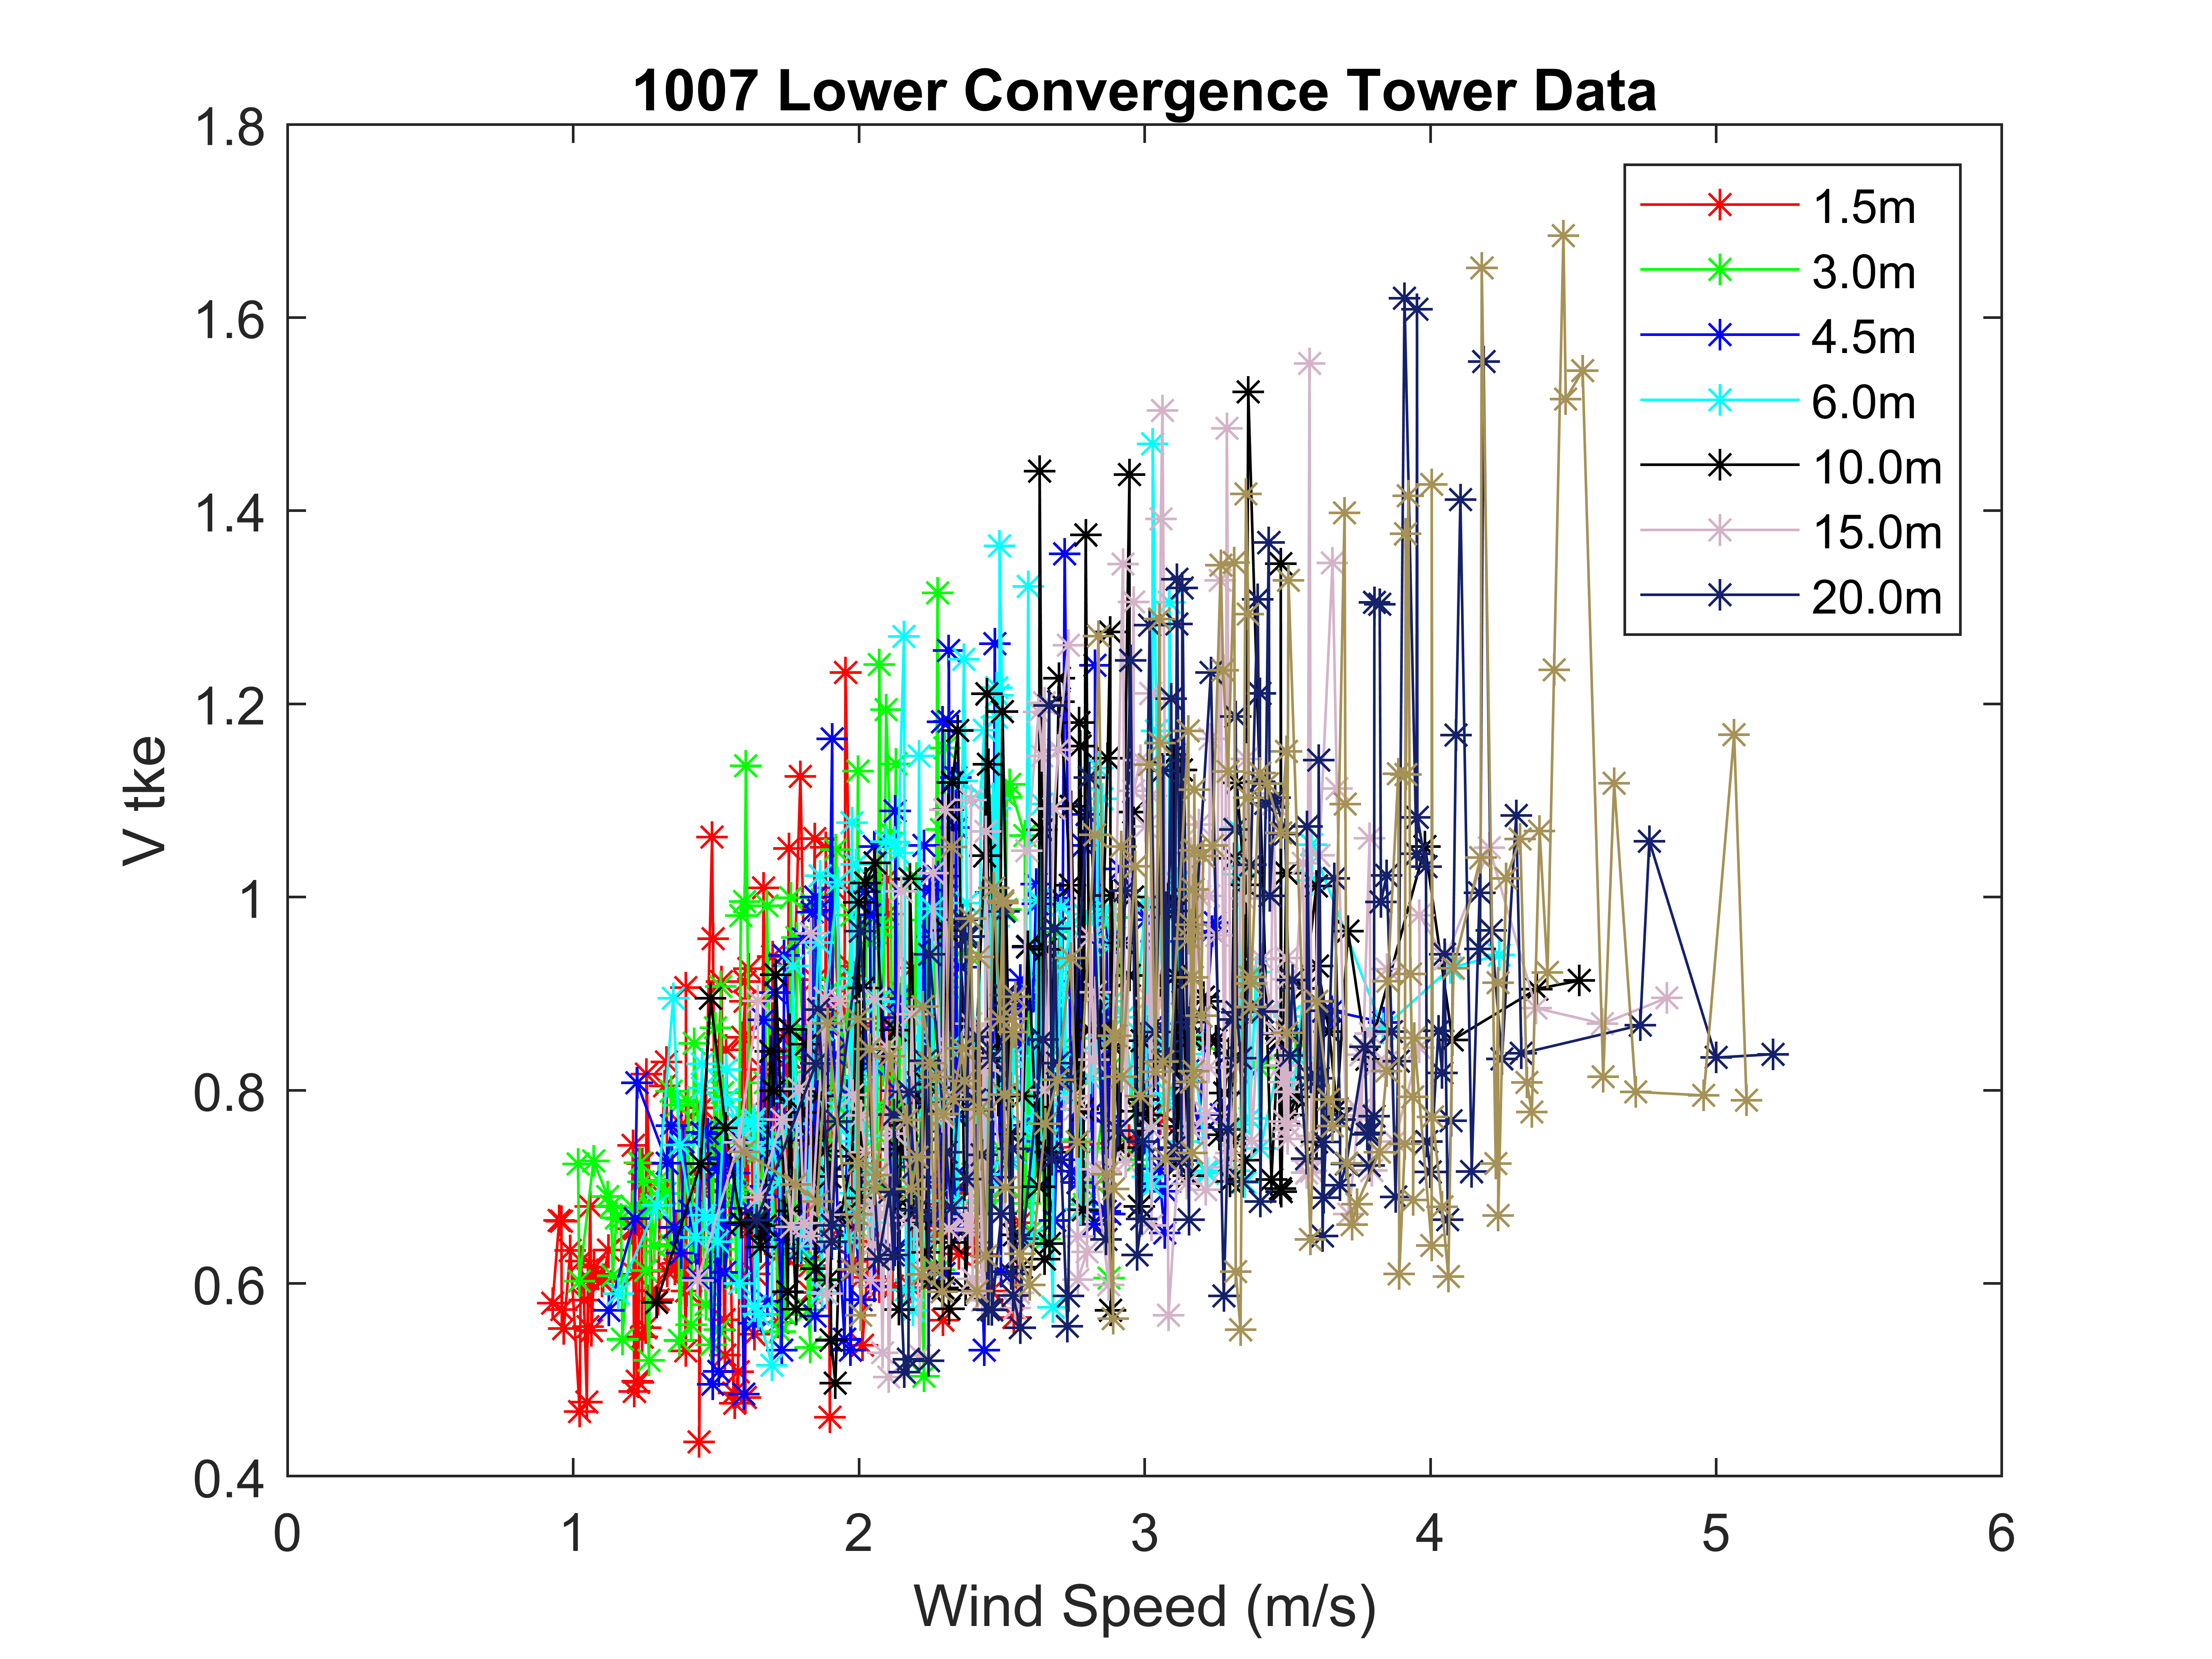 1007 Lower Convergence Tower Data
1.8
1.6
1.4
1.2
1
0.8
0.6
0.4
V tke
1.5m
3.0m
4.5m
6.0m
10.0m
15.0m
20.0m
0 1 2 3 4 5 6
Wind Speed (m/s)